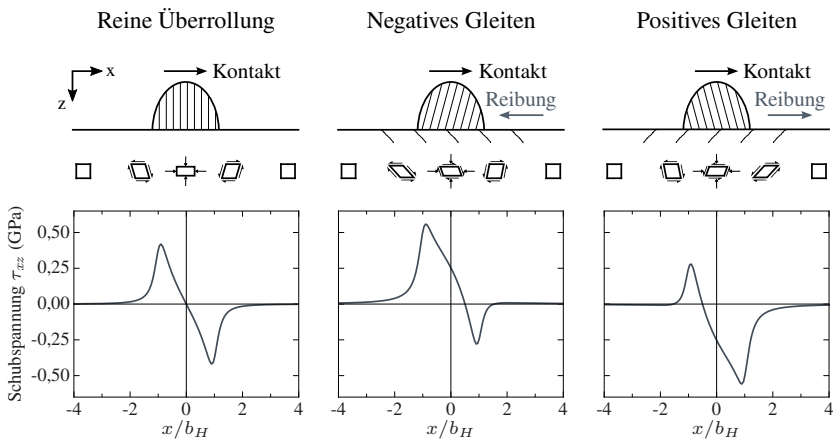 Reine Überrollung
Negatives Gleiten
Positives Gleiten
x
z
Kontakt
Kontakt
Reibung
Kontakt
Reibung
Schubspannung τxz (GPa)
0,50
0,25
0,00
-0,25
-0,50
-4 -2 0 2 4
-4 -2 0 2 4
-4 -2 0 2 4
x/bH
x/bH
x/bH